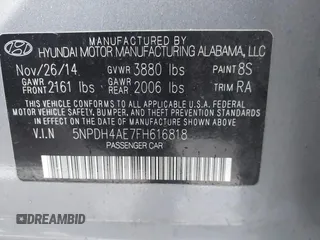 HYUNDAI MOTOR MANUFACTURING ALABAMA, LLC
Nov/26/14 GVWR 3880 lbs PAINT 8S
GAWR FRONT 2161 lbs GAWR REAR 2006 lbs TRIM RA
THIS VEHICLE CONFORMS TO ALL APPLICABLE FEDERAL MOTOR VEHICLE
SAFETY, BUMPER, AND THEFT PREVENTION STANDARDS IN EFFECT
ON THE DATE OF MANUFACTURE SHOWN ABOVE.
V.I.N 5NPDH4AE7FH616818
PASSENGER CAR
DREAMBID